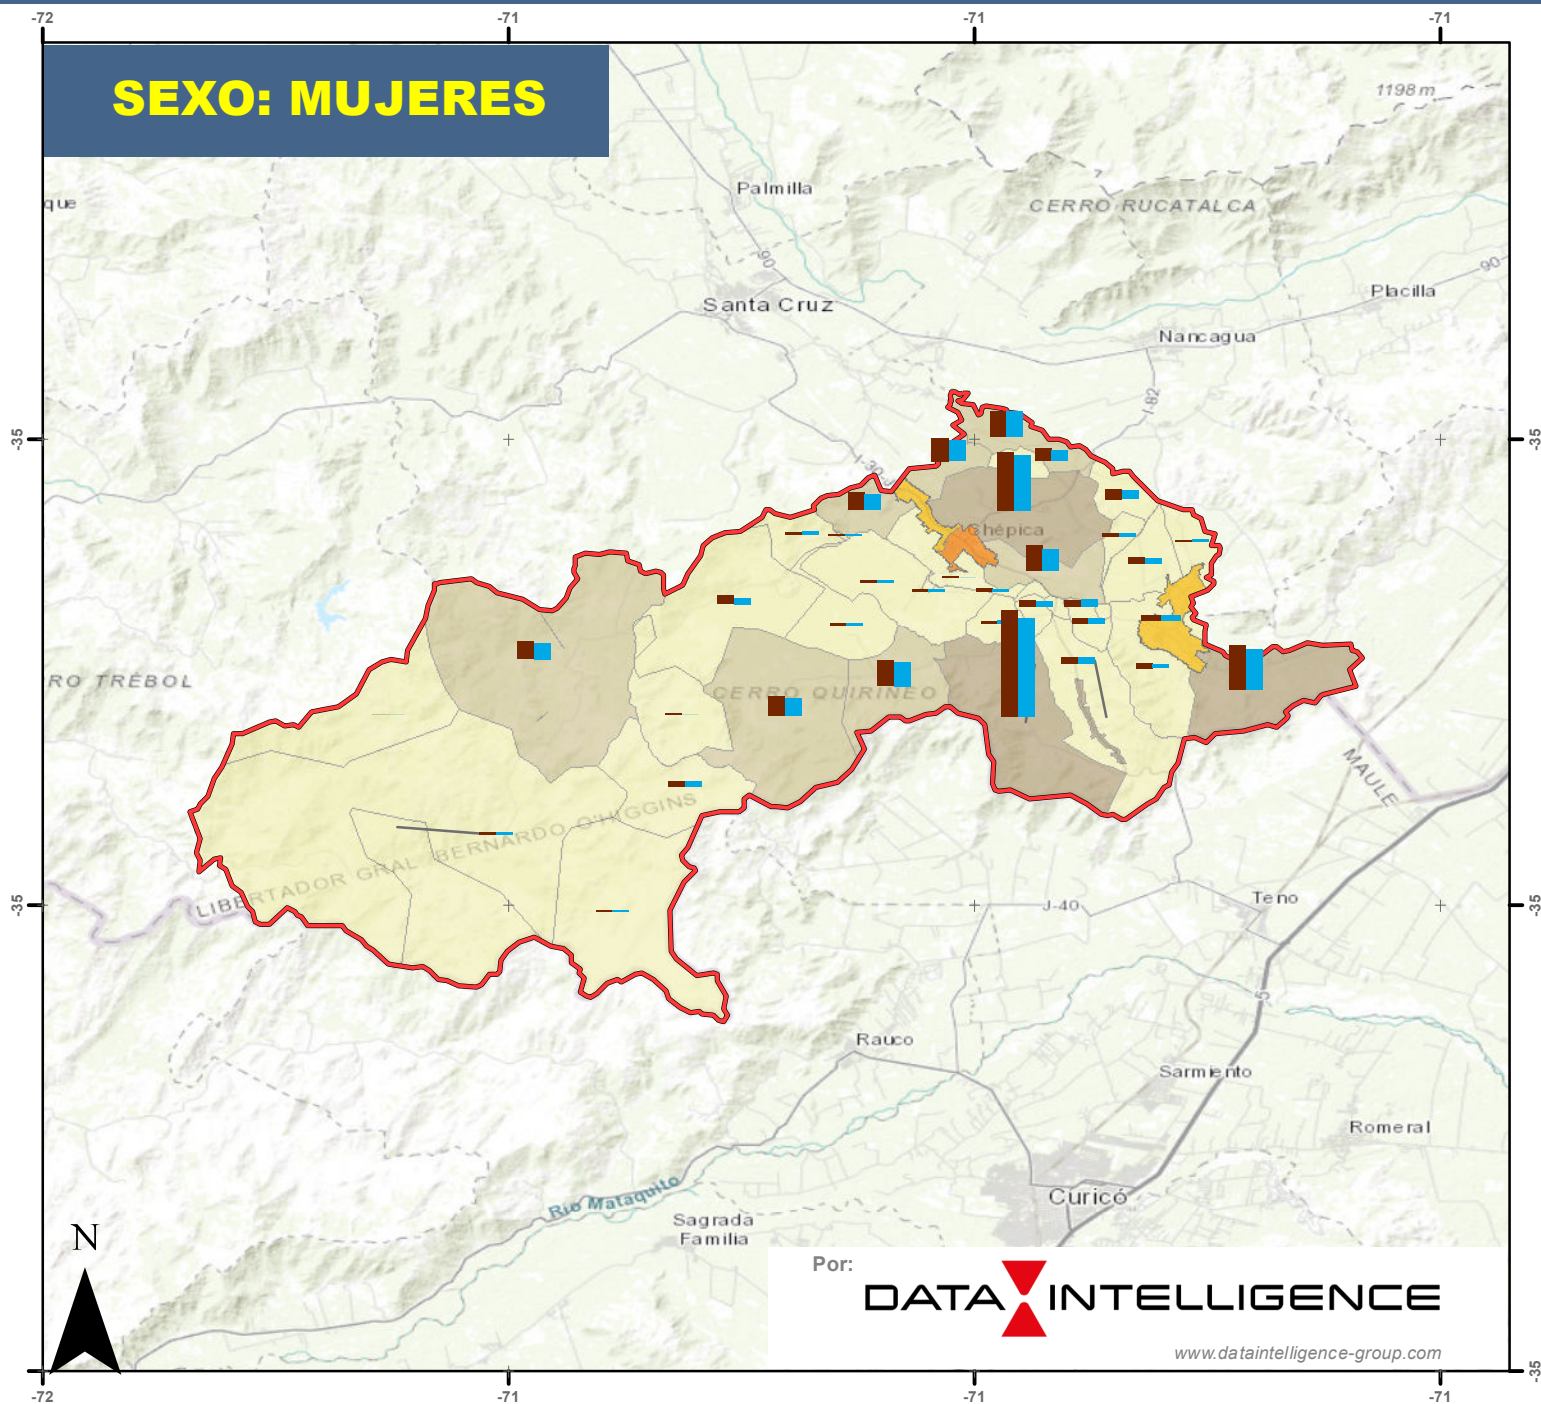 -72
-71
-71
-71
SEXO: MUJERES
1198 m
Palmilla
que
CERRO RUCATALCA
90
90
Placilla
Santa Cruz
Nancagua
I-82
-35
-35
I-30-J
Chépica
RO TRÉBOL
CERRO QUIRINEO
MAULE
LIBERTADOR GRAL BERNARDO O'HIGGINS
-35
-35
J-40
Teno
5
Rauco
Sarmiento
Romeral
Río Mataquito
Curicó
Sagrada
Familia
N
Por:
DATA INTELLIGENCE
www.dataintelligence-group.com
-35
-72
-71
-71
-71